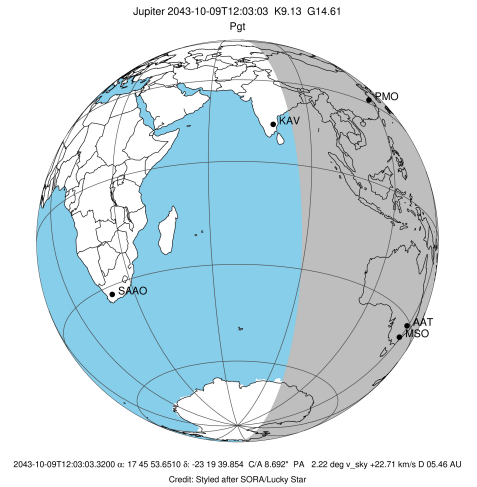 Jupiter 2043-10-09T12:03:03 K9.13 G14.61
Pgt
PMO
KAV
SAAO
AAT
MSO
2043-10-09T12:03:03.3200 α: 17 45 53.6510 δ: -23 19 39.854 C/A 8.692" PA 2.22 deg v_sky +22.71 km/s D 05.46 AU
Credit: Styled after SORA/Lucky Star